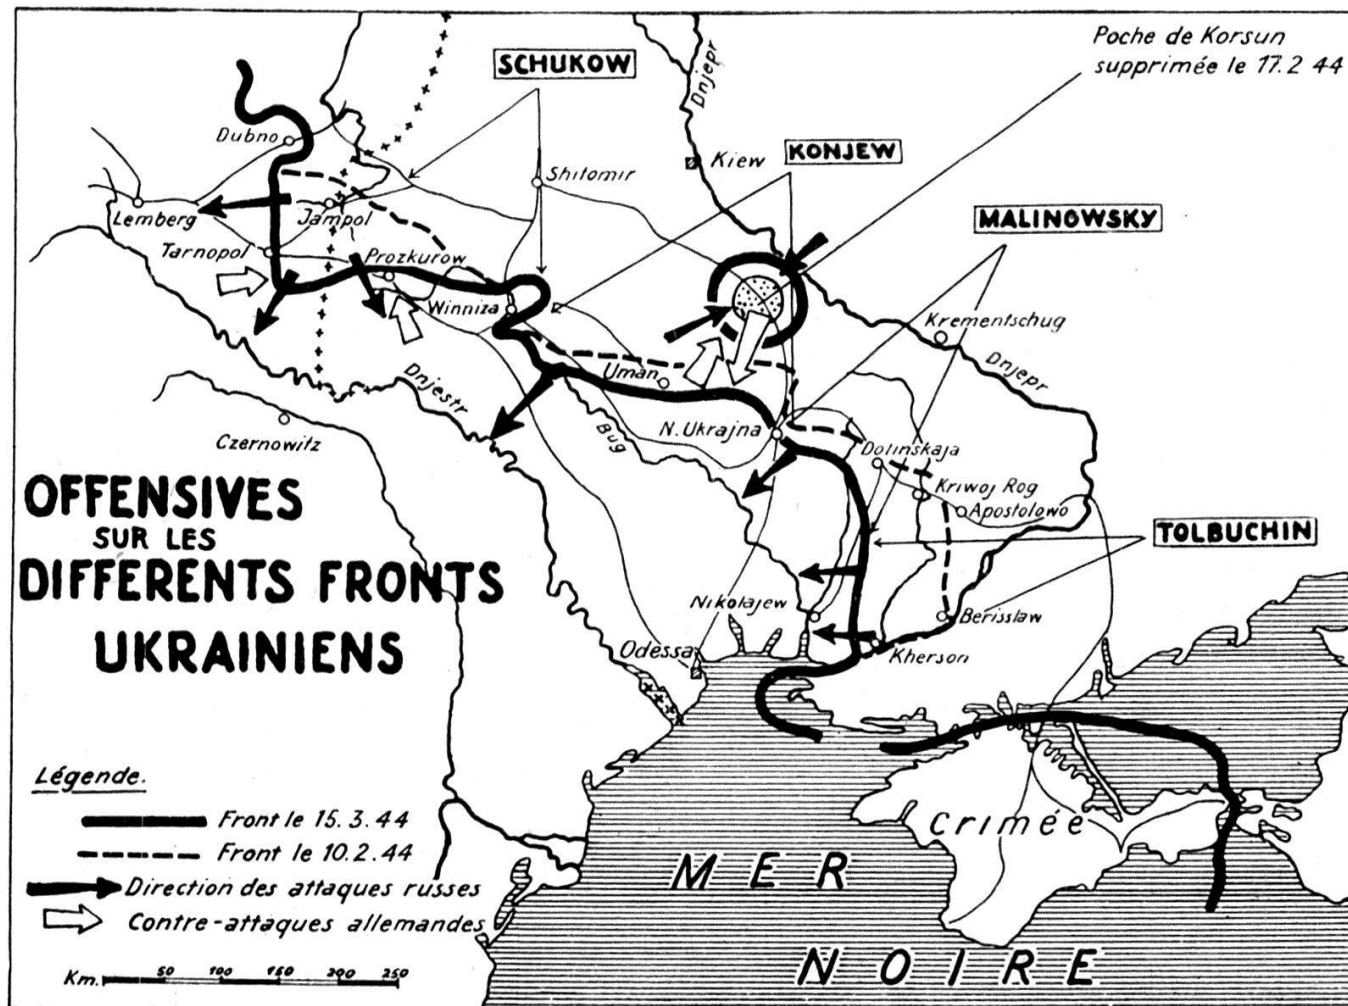 Poche de Korsun
supprimée le 17.2 44
SCHUKOW
Dnjepr
Dubno
Kiew
KONJEW
Shitomir
Lemberg
Jampol
MALINOWSKY
Tarnopol
Prozkurow
Winniza
Krementschug
Dnjepr
Uman
Dnjestr
Bug
N. Ukrajna
Czernowitz
Dolinskaja
Kriwoj Rog
Apostolowo
OFFENSIVES
SUR LES
DIFFERENTS FRONTS
UKRAINIENS
TOLBUCHIN
Nikolajew
Berisslaw
Odèssa
Kherson
Crimée
MER
NOIRE
Légende.
Front le 15.3.44
Front le 10.2.44
Direction des attaques russes
Contre-attaques allemandes
Km. 50 100 150 200 250